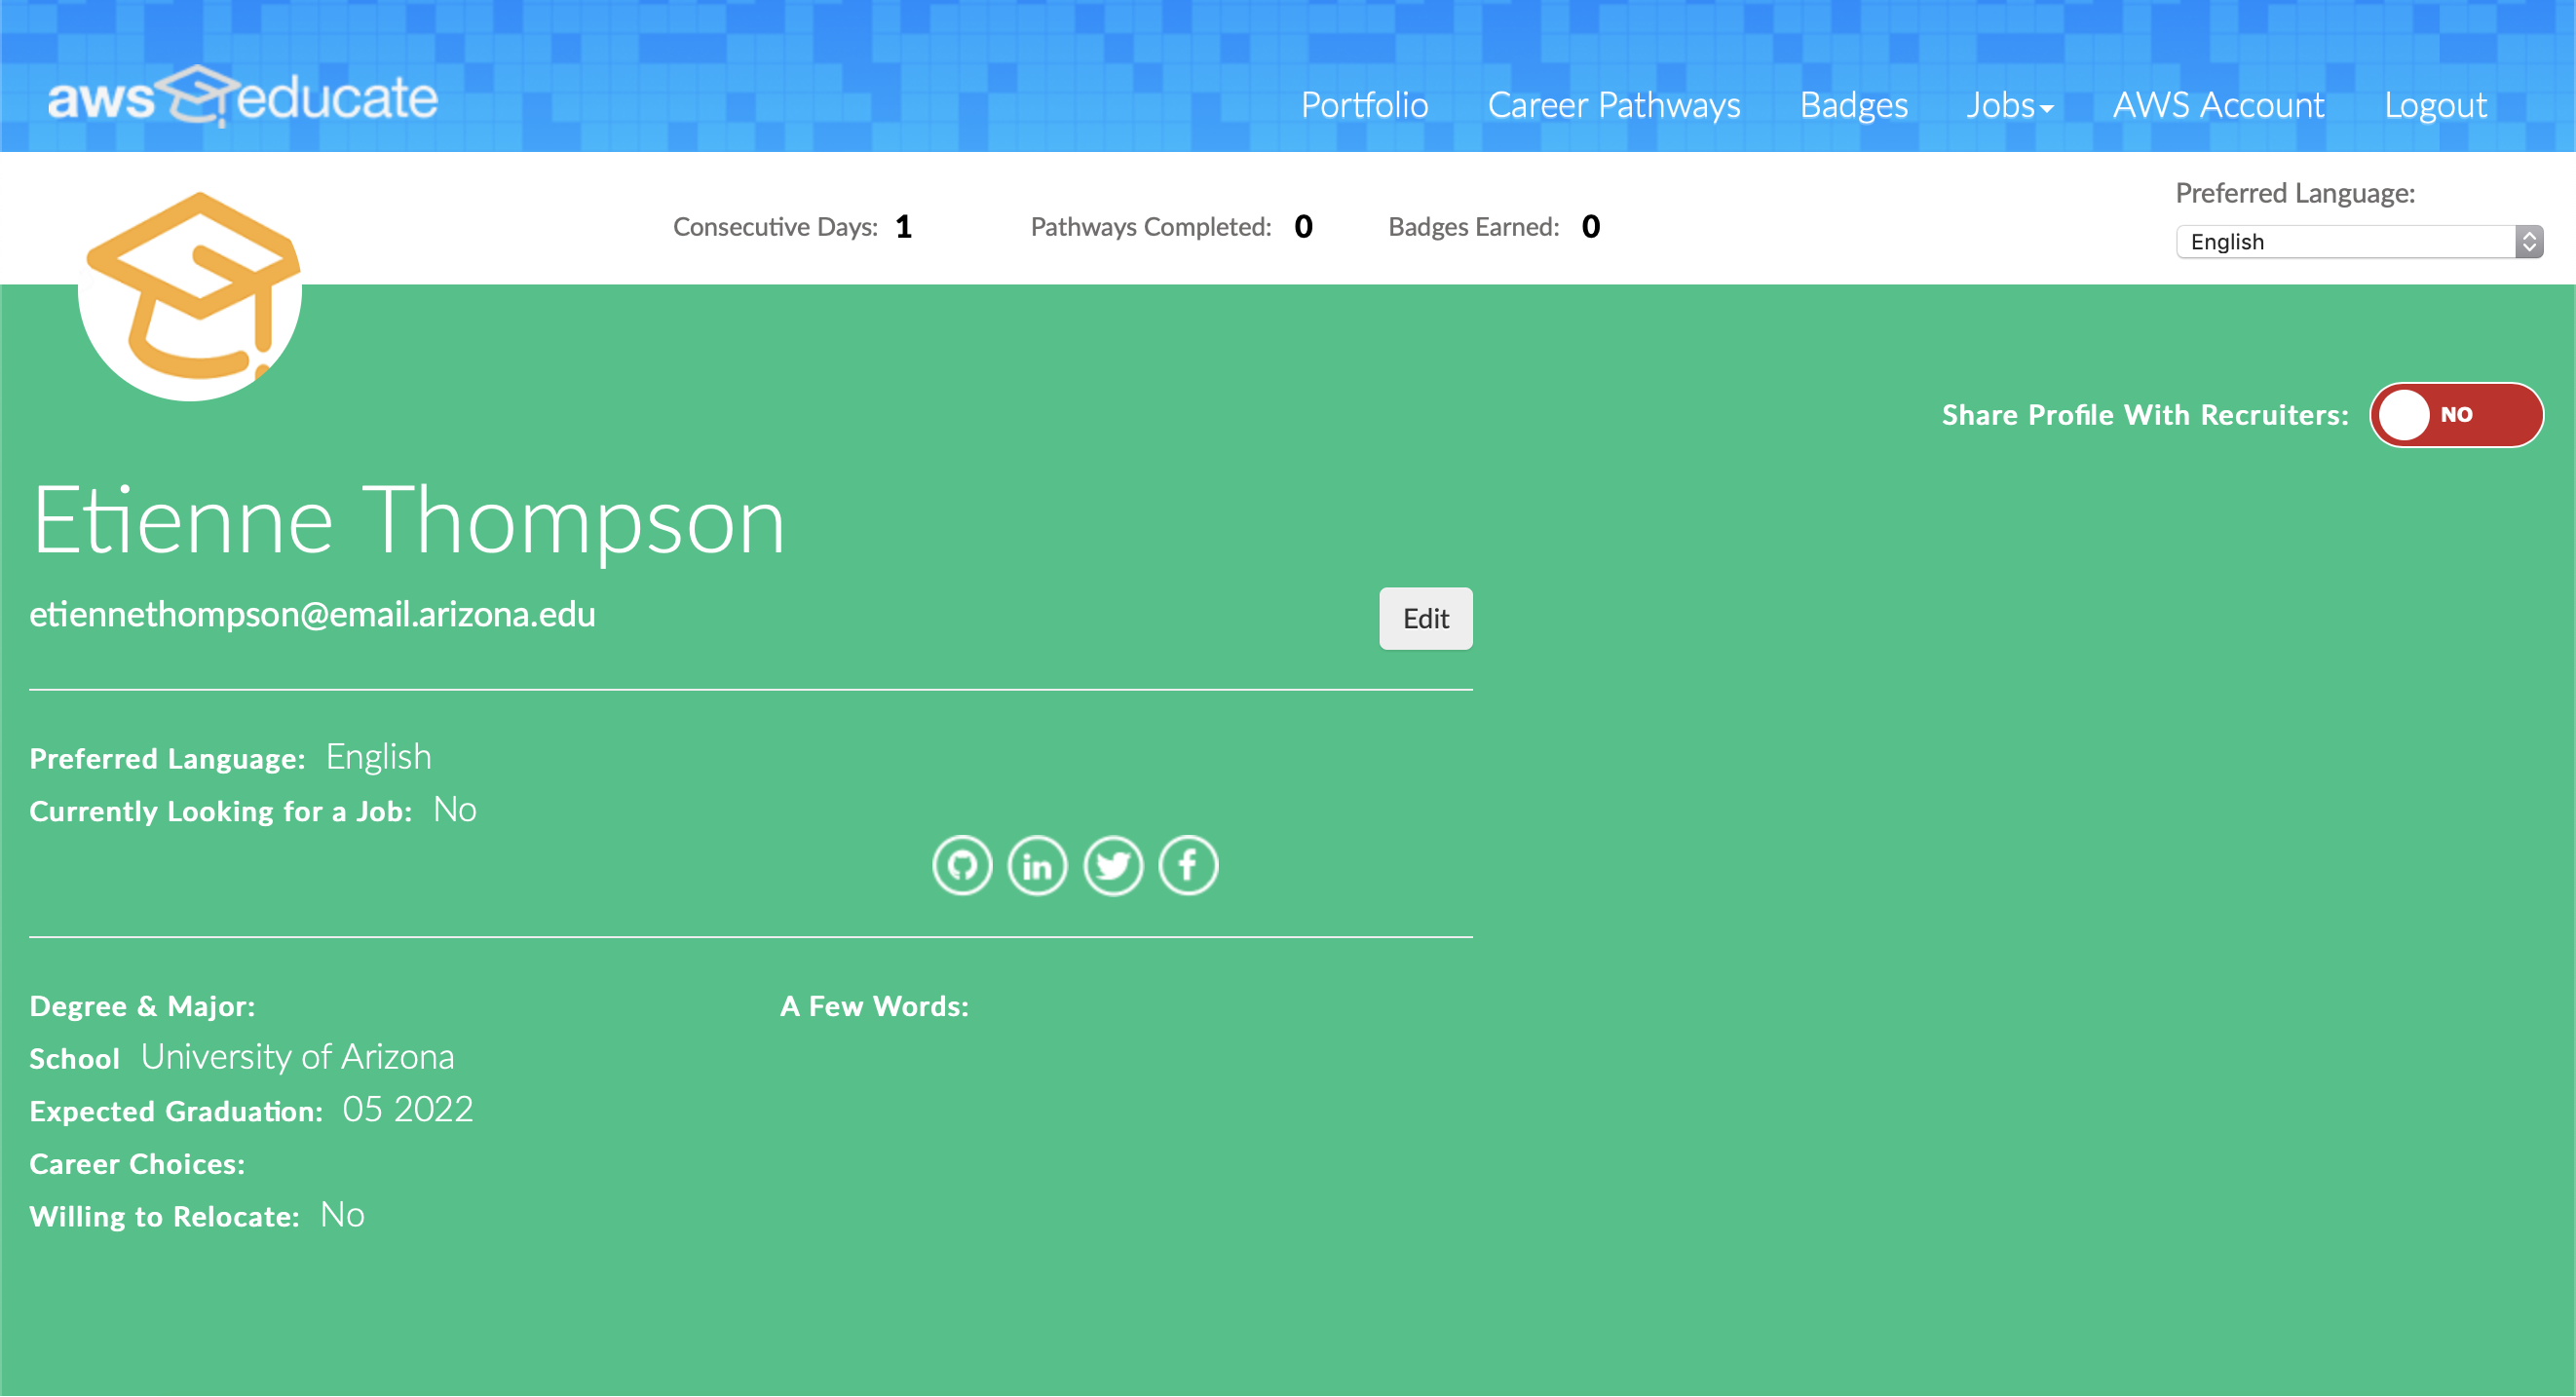 aws educate
Portfolio Career Pathways Badges Jobs AWS Account Logout
Consecutive Days: 1 Pathways Completed: 0 Badges Earned: 0
Preferred Language:
English
Share Profile With Recruiters: NO
Etienne Thompson
etiennethompson@email.arizona.edu
Edit
Preferred Language: English
Currently Looking for a Job: No
in f
Degree & Major:
School University of Arizona
Expected Graduation: 05 2022
Career Choices:
Willing to Relocate: No
A Few Words: